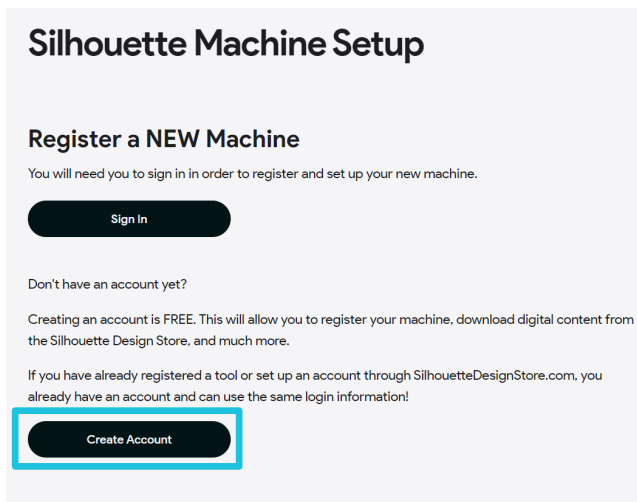 Silhouette Machine Setup
Register a NEW Machine
You will need you to sign in in order to register and set up your new machine.
Sign In
Don't have an account yet?
Creating an account is FREE. This will allow you to register your machine, download digital content from
the Silhouette Design Store, and much more.
If you have already registered a tool or set up an account through SilhouetteDesignStore.com, you
already have an account and can use the same login information!
Create Account